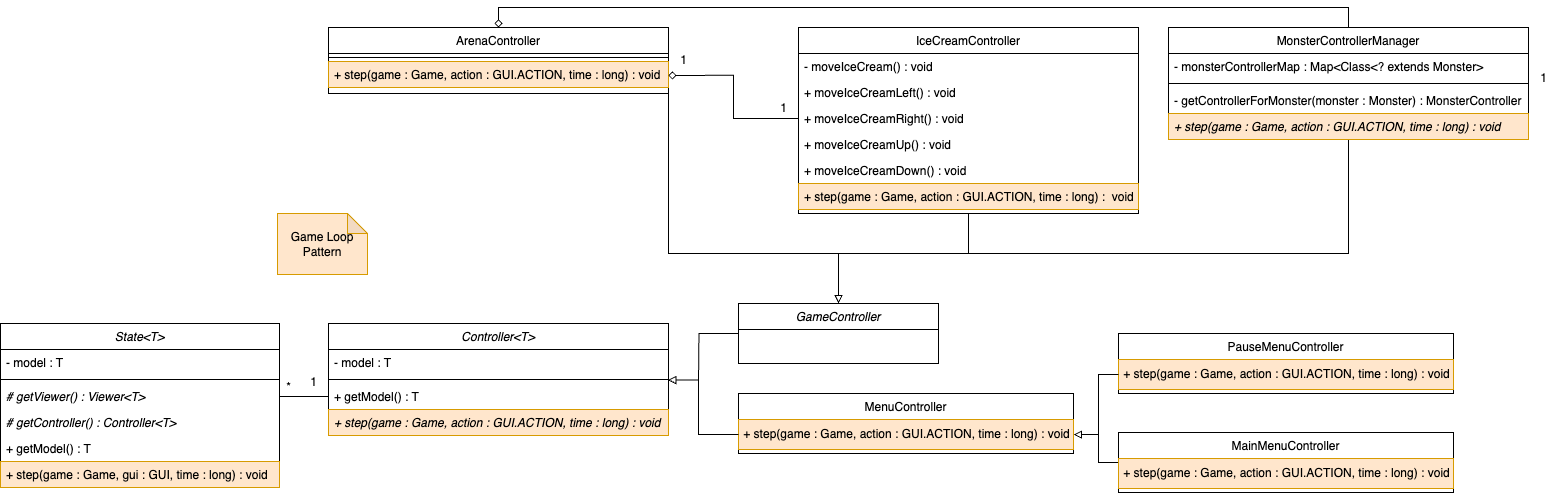 ArenaController
+ step(game : Game, action : GUI.ACTION, time : long) : void
1
1
IceCreamController
- moveIceCream() : void
+ moveIceCreamLeft() : void
+ moveIceCreamRight() : void
+ moveIceCreamUp() : void
+ moveIceCreamDown() : void
+ step(game : Game, action : GUI.ACTION, time : long) : void
MonsterControllerManager
- monsterControllerMap : Map<Class<? extends Monster>
- getControllerForMonster(monster : Monster) : MonsterController
+ step(game : Game, action : GUI.ACTION, time : long) : void
1
Game Loop
Pattern
State<T>
- model : T
# getViewer() : Viewer<T>
# getController() : Controller<T>
+ getModel() : T
+ step(game : Game, gui : GUI, time : long) : void
*
1
Controller<T>
- model : T
+ getModel() : T
+ step(game : Game, action : GUI.ACTION, time : long) : void
GameController
MenuController
+ step(game : Game, action : GUI.ACTION, time : long) : void
PauseMenuController
+ step(game : Game, action : GUI.ACTION, time : long) : void
MainMenuController
+ step(game : Game, action : GUI.ACTION, time : long) : void